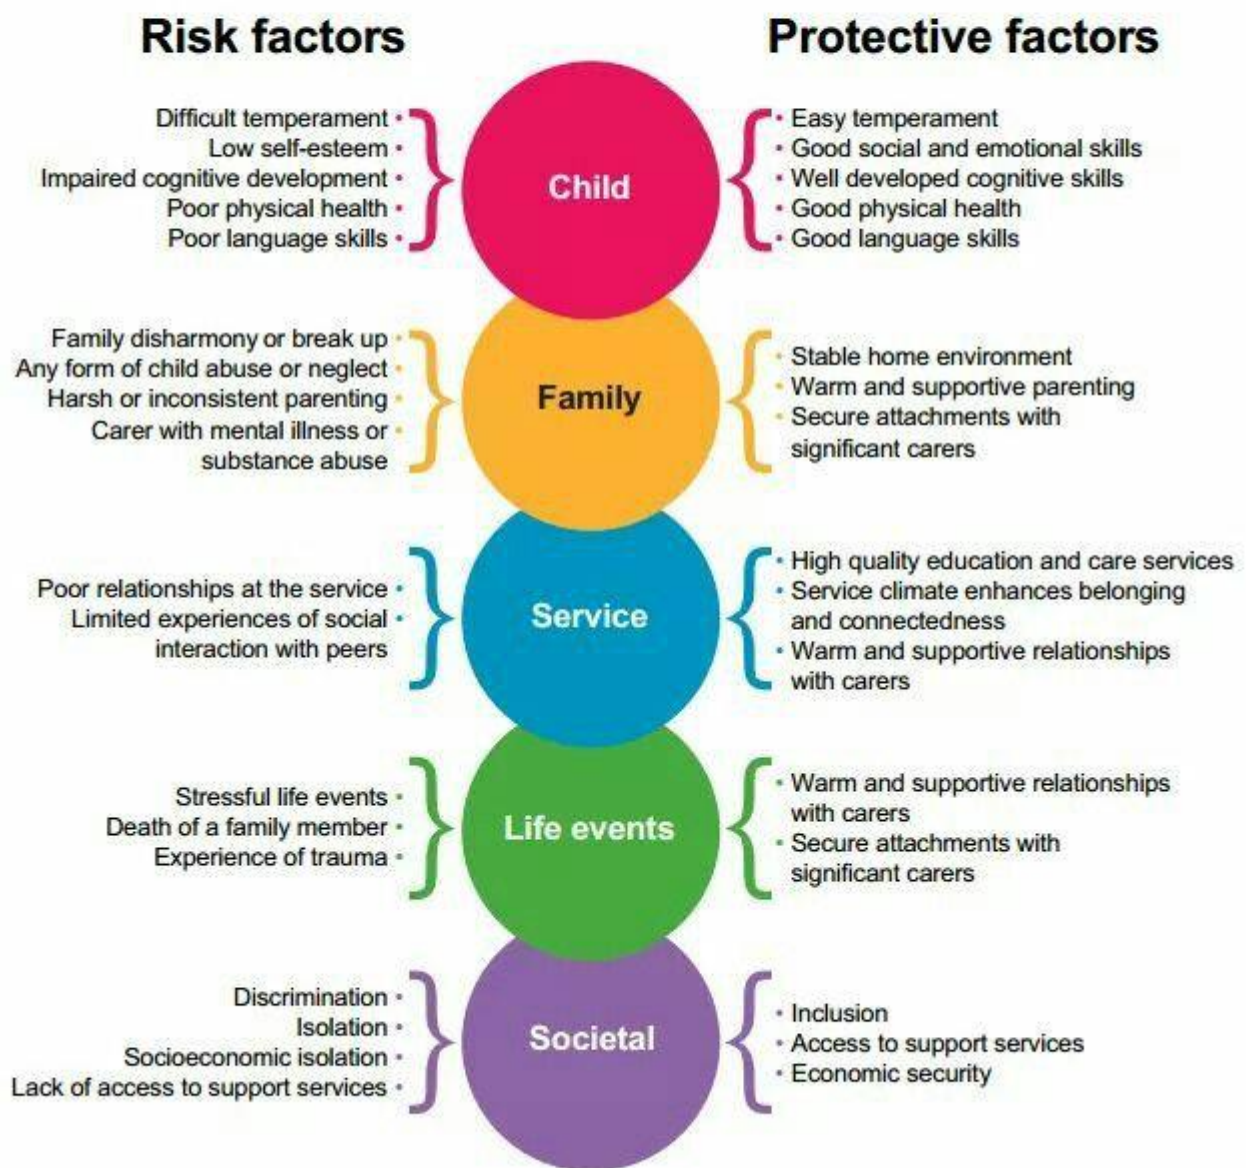 Risk factors
Protective factors
Difficult temperament •
Low self-esteem •
Impaired cognitive development •
Poor physical health •
Poor language skills •
Child
• Easy temperament
• Good social and emotional skills
• Well developed cognitive skills
• Good physical health
• Good language skills
Family disharmony or break up •
Any form of child abuse or neglect •
Harsh or inconsistent parenting •
Carer with mental illness or •
substance abuse
Family
• Stable home environment
• Warm and supportive parenting
• Secure attachments with
significant carers
Poor relationships at the service •
Limited experiences of social •
interaction with peers
Service
• High quality education and care services
• Service climate enhances belonging
and connectedness
• Warm and supportive relationships
with carers
Stressful life events •
Death of a family member •
Experience of trauma •
Life events
• Warm and supportive relationships
with carers
• Secure attachments with
significant carers
Discrimination •
Isolation •
Socioeconomic isolation •
Lack of access to support services •
Societal
• Inclusion
• Access to support services
• Economic security